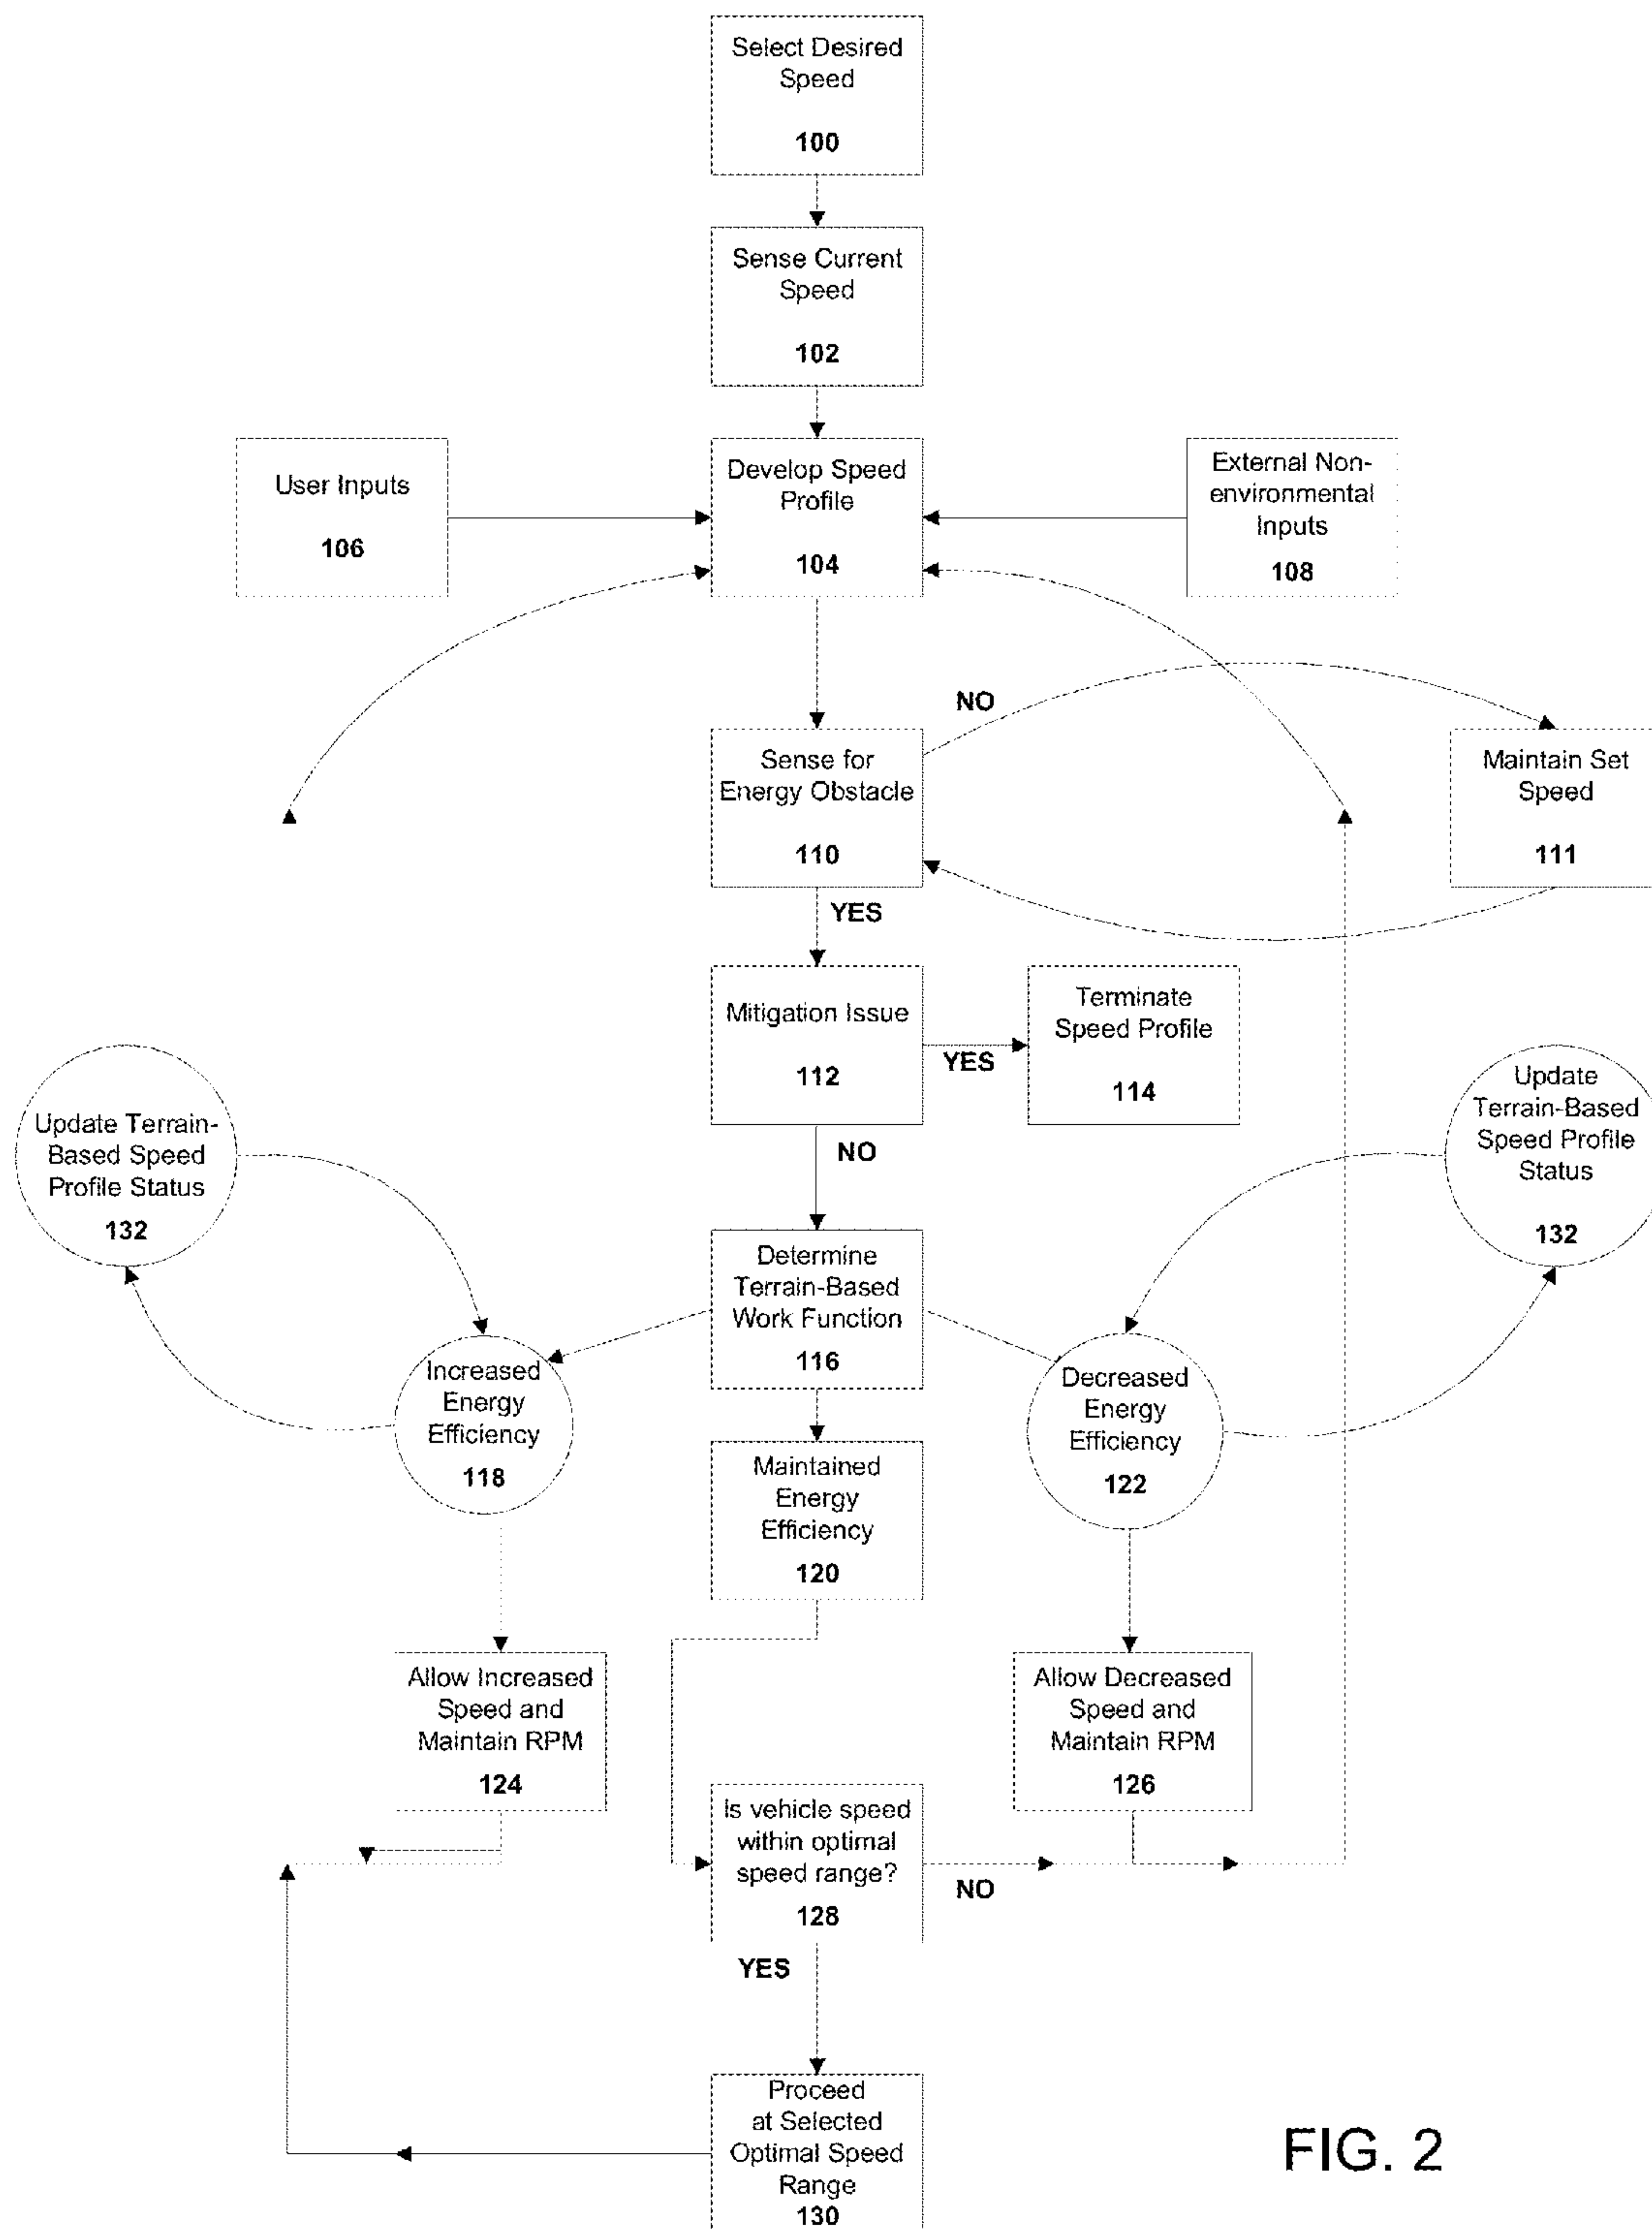 Select Desired
Speed
100
Sense Current
Speed
102
User Inputs
106
Develop Speed
Profile
104
External Non-
environmental
Inputs
108
NO
Sense for
Energy Obstacle
110
Maintain Set
Speed
111
YES
Mitigation Issue
112
YES
Terminate
Speed Profile
114
NO
Update Terrain-
Based Speed
Profile Status
132
Update
Terrain-Based
Speed Profile
Status
132
Determine
Terrain-Based
Work Function
116
Increased
Energy
Efficiency
118
Maintained
Energy
Efficiency
120
Decreased
Energy
Efficiency
122
Allow Increased
Speed and
Maintain RPM
124
Allow Decreased
Speed and
Maintain RPM
126
Is vehicle speed
within optimal
speed range?
128
NO
YES
Proceed
at Selected
Optimal Speed
Range
130
FIG. 2